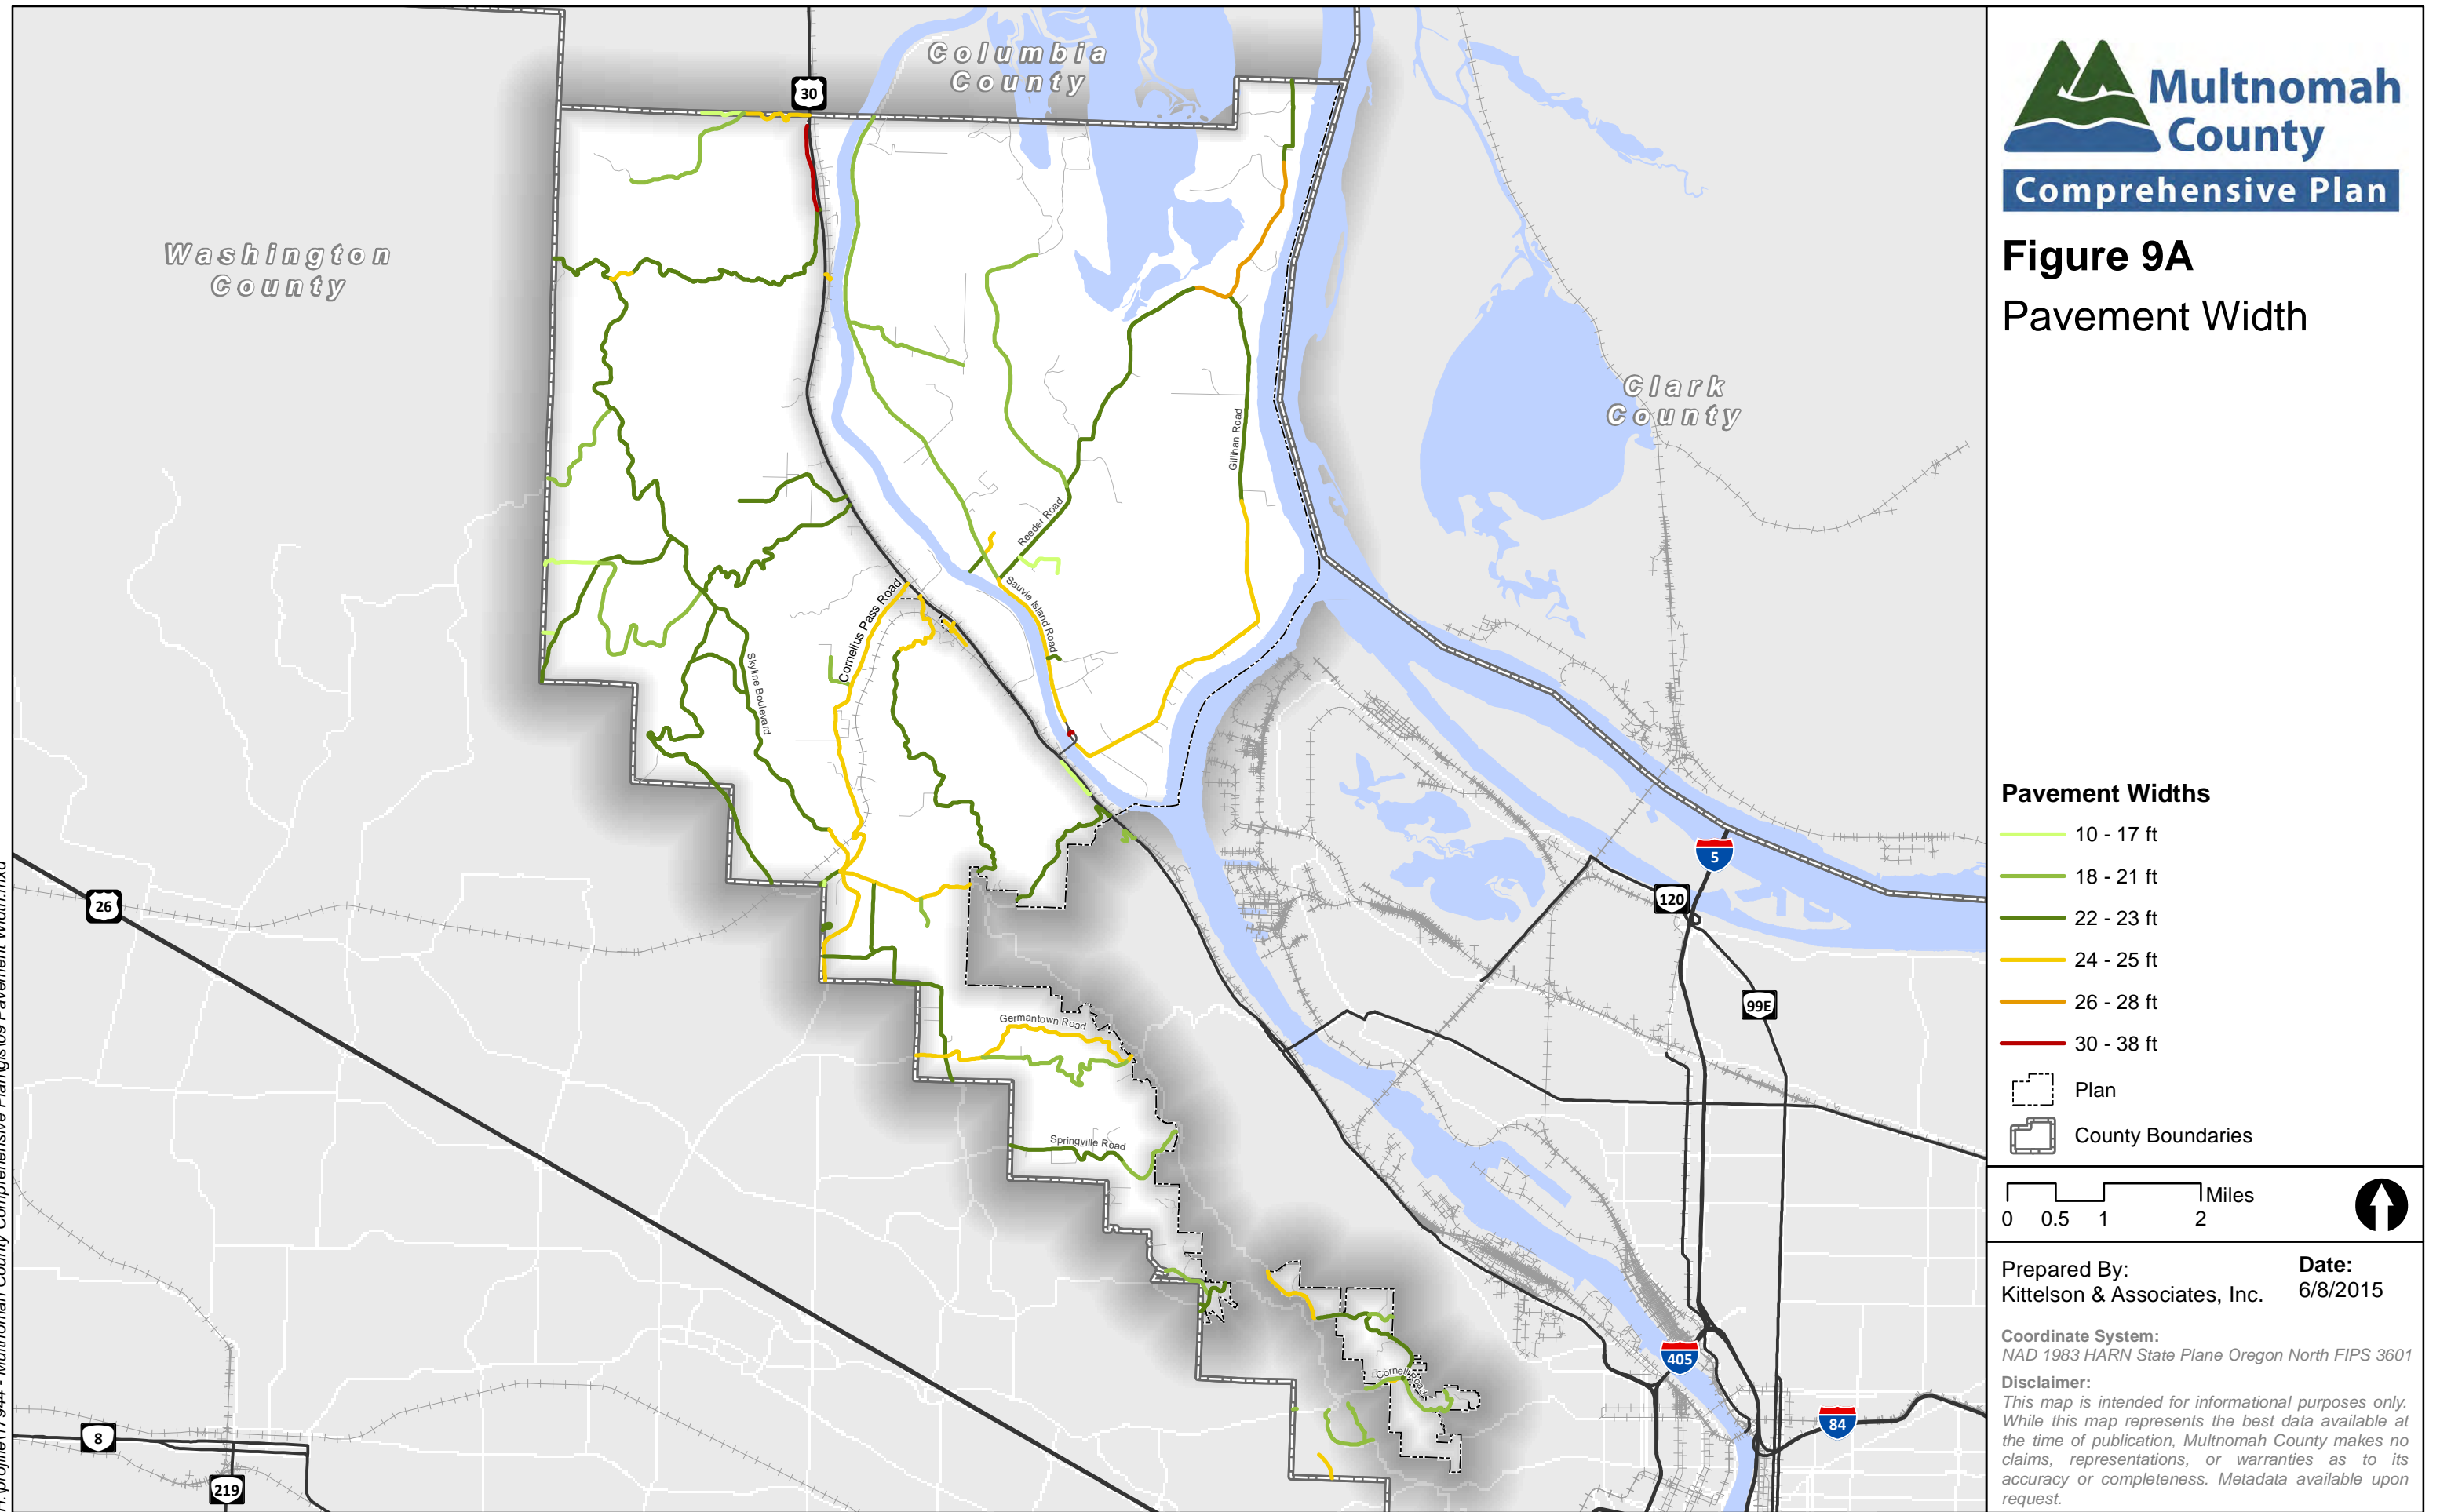 Columbia
County
30
Washington
County
Clark
County
Gillihan Road
Reeder Road
Sauvie Island Road
Cornelius Pass Road
Skyline Boulevard
Germantown Road
Springville Road
Cornell Road
26
5
120
99E
405
84
8
219
Multnomah
County
Comprehensive Plan
Figure 9A
Pavement Width
Pavement Widths
10 - 17 ft
18 - 21 ft
22 - 23 ft
24 - 25 ft
26 - 28 ft
30 - 38 ft
Plan
County Boundaries
Miles
0 0.5 1 2
Prepared By:
Kittelson & Associates, Inc.
Date:
6/8/2015
Coordinate System:
NAD 1983 HARN State Plane Oregon North FIPS 3601
Disclaimer:
This map is intended for informational purposes only.
While this map represents the best data available at
the time of publication, Multnomah County makes no
claims, representations, or warranties as to its
accuracy or completeness. Metadata available upon
request.